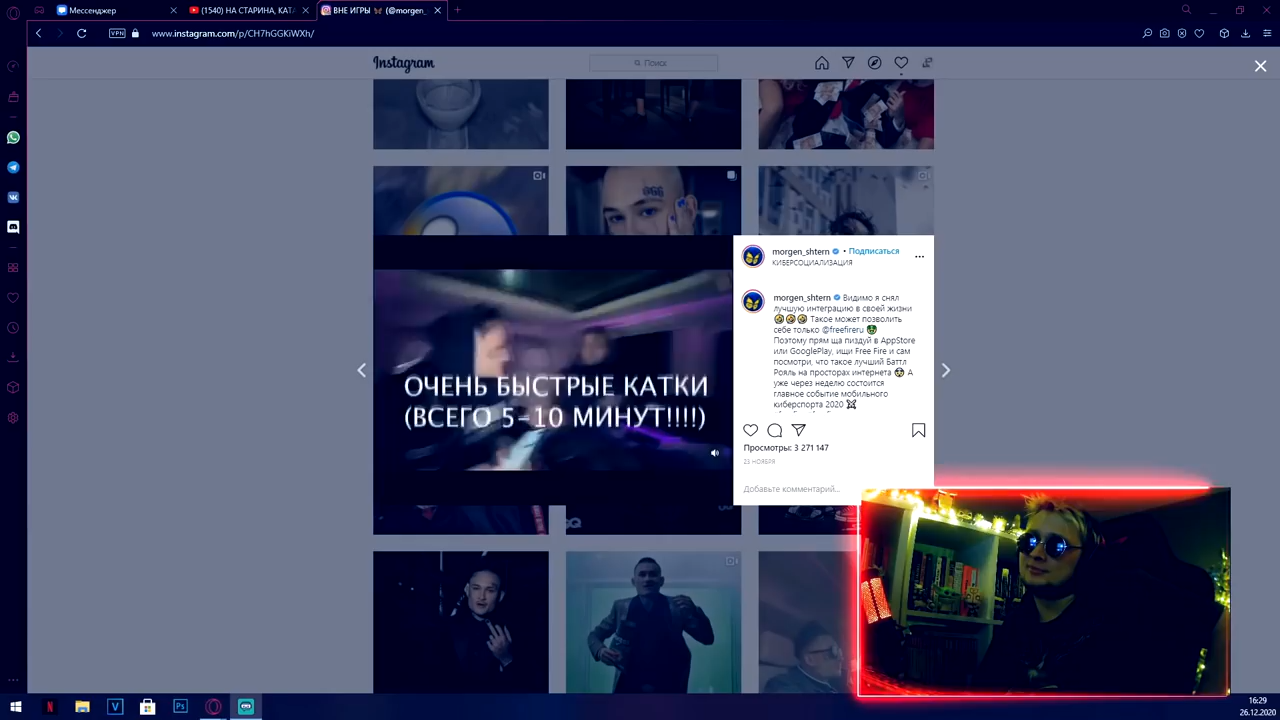 Мессенджер
(1540) НА СТАРИНА, КАТА
ВНЕ ИГРЫ 🦋 (@morgen_
VPN
www.instagram.com/p/CH7hGGKiWXh/
Instagram
Поиск
morgen_shtern • Подписаться
КИБЕРСОЦИАЛИЗАЦИЯ
morgen_shtern Видимо я снял
лучшую интеграцию в своей жизни
🤣🤣🤣 Такое может позволить
себе только @freefireru
Поэтому прям ща пиздуй в AppStore
или GooglePlay, ищи Free Fire и сам
посмотри, что такое лучший Баттл
Рояль на просторах интернета 😨 А
уже через неделю состоится
главное событие мобильного
киберспорта 2020 ⚔
ОЧЕНЬ БЫСТРЫЕ КАТКИ
(ВСЕГО 5-10 МИНУТ!!!!)
Просмотры: 3 271 147
23 НОЯБРЯ
Добавьте комментарий...
GQ
666
N
V
Ps
16:29
26.12.2020